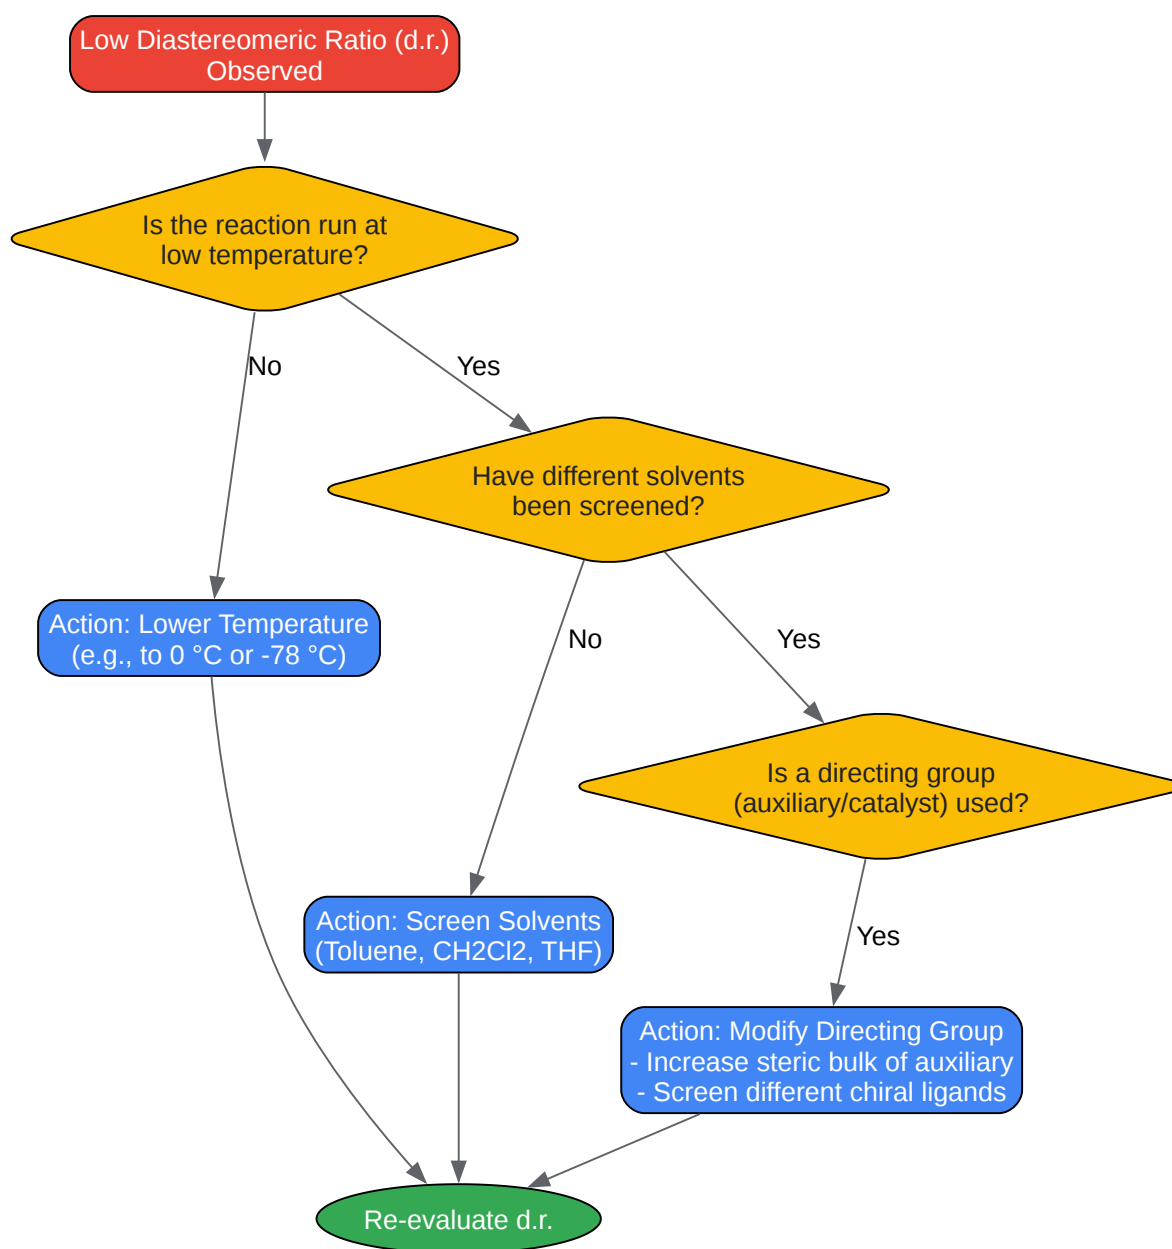 Low Diastereomeric Ratio (d.r.)
Observed
Is the reaction run at
low temperature?
No
Yes
Have different solvents
been screened?
Action: Lower Temperature
(e.g., to 0 °C or -78 °C)
No
Yes
Is a directing group
(auxiliary/catalyst) used?
Action: Screen Solvents
(Toluene, CH2Cl2, THF)
Yes
Action: Modify Directing Group
- Increase steric bulk of auxiliary
- Screen different chiral ligands
Re-evaluate d.r.